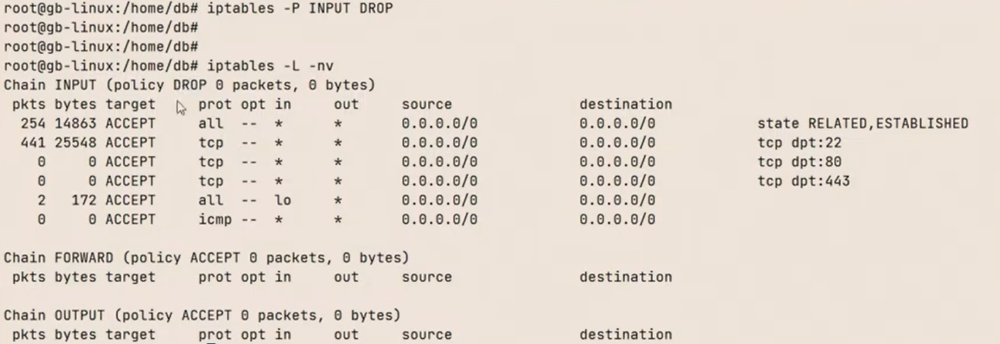 root@gb-linux:/home/db# iptables -P INPUT DROP
root@gb-linux:/home/db#
root@gb-linux:/home/db#
root@gb-linux:/home/db# iptables -L -nv
Chain INPUT (policy DROP 0 packets, 0 bytes)
 pkts bytes target     prot opt in     out     source               destination
  254 14863 ACCEPT     all  --  *      *       0.0.0.0/0            0.0.0.0/0            state RELATED,ESTABLISHED
  441 25548 ACCEPT     tcp  --  *      *       0.0.0.0/0            0.0.0.0/0            tcp dpt:22
    0     0 ACCEPT     tcp  --  *      *       0.0.0.0/0            0.0.0.0/0            tcp dpt:80
    0     0 ACCEPT     tcp  --  *      *       0.0.0.0/0            0.0.0.0/0            tcp dpt:443
    2   172 ACCEPT     all  --  lo     *       0.0.0.0/0            0.0.0.0/0
    0     0 ACCEPT     icmp --  *      *       0.0.0.0/0            0.0.0.0/0

Chain FORWARD (policy ACCEPT 0 packets, 0 bytes)
 pkts bytes target     prot opt in     out     source               destination

Chain OUTPUT (policy ACCEPT 0 packets, 0 bytes)
 pkts bytes target     prot opt in     out     source               destination